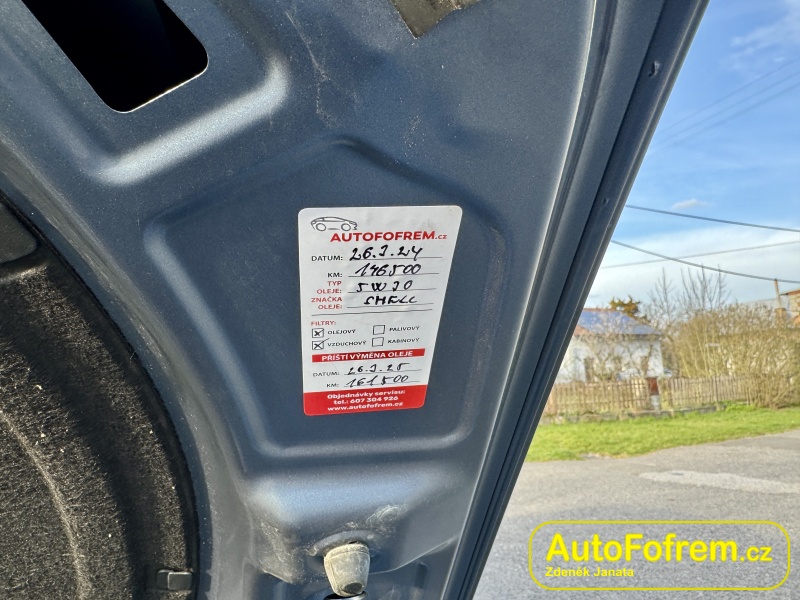 AUTOFOFREM.cz
DATUM: 26.3.24
KM: 146500
TYP OLEJE: 5W30
ZNAČKA OLEJE: SHELL
FILTRY:
OLEJOVÝ PALIVOVÝ
VZDUCHOVÝ KABINOVÝ
PŘÍŠTÍ VÝMĚNA OLEJE
DATUM: 26.3.25
KM: 161500
Objednávky servisu:
tel.: 607 304 926
www.autofofrem.cz
AutoFofrem.cz
Zdeněk Janata